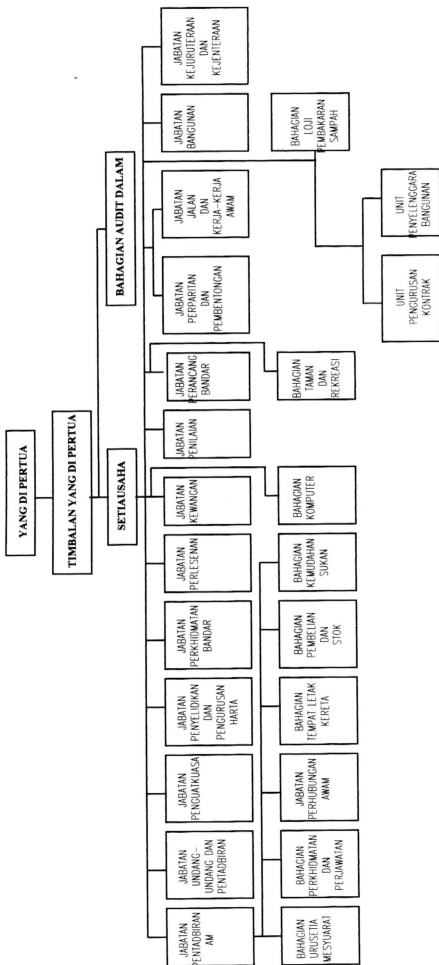 YANG DI PERTUA
TIMBALAN YANG DI PERTUA
SETIAUSAHA
BAHAGIAN AUDIT DALAM
JABATAN
PENTADBIRAN
AM
JABATAN
UNDANG-
UNDANG DAN
PENTADBIRAN
JABATAN
PENGUATKUASA
JABATAN
PENYELIDIKAN
DAN
PENGURUSAN
HARTA
JABATAN
PERKHIDMATAN
BANDAR
JABATAN
PERLESENAN
JABATAN
KEWANGAN
JABATAN
PENILAIAN
JABATAN
PERANCANG
BANDAR
JABATAN
PERPARITAN
DAN
PEMBENTONGAN
JABATAN
JALAN
DAN
KERJA-KERJA
AWAM
JABATAN
BANGUNAN
JABATAN
KEJURUTERAAN
DAN
KEJENTERAAN
BAHAGIAN
URUSETIA
MESYUARAT
BAHAGIAN
PERKHIDMATAN
DAN
PERJAWATAN
JABATAN
PERHUBUNGAN
AWAM
BAHAGIAN
TEMPAT LETAK
KERETA
BAHAGIAN
PEMBELIAN
DAN
STOK
BAHAGIAN
KEMUDAHAN
SUKAN
BAHAGIAN
KOMPUTER
BAHAGIAN
TAMAN
DAN
REKREASI
BAHAGIAN
LOJI
PEMBAKARAN
SAMPAH
UNIT
PENGURUSAN
KONTRAK
UNIT
PENYELENGGARA
BANGUNAN